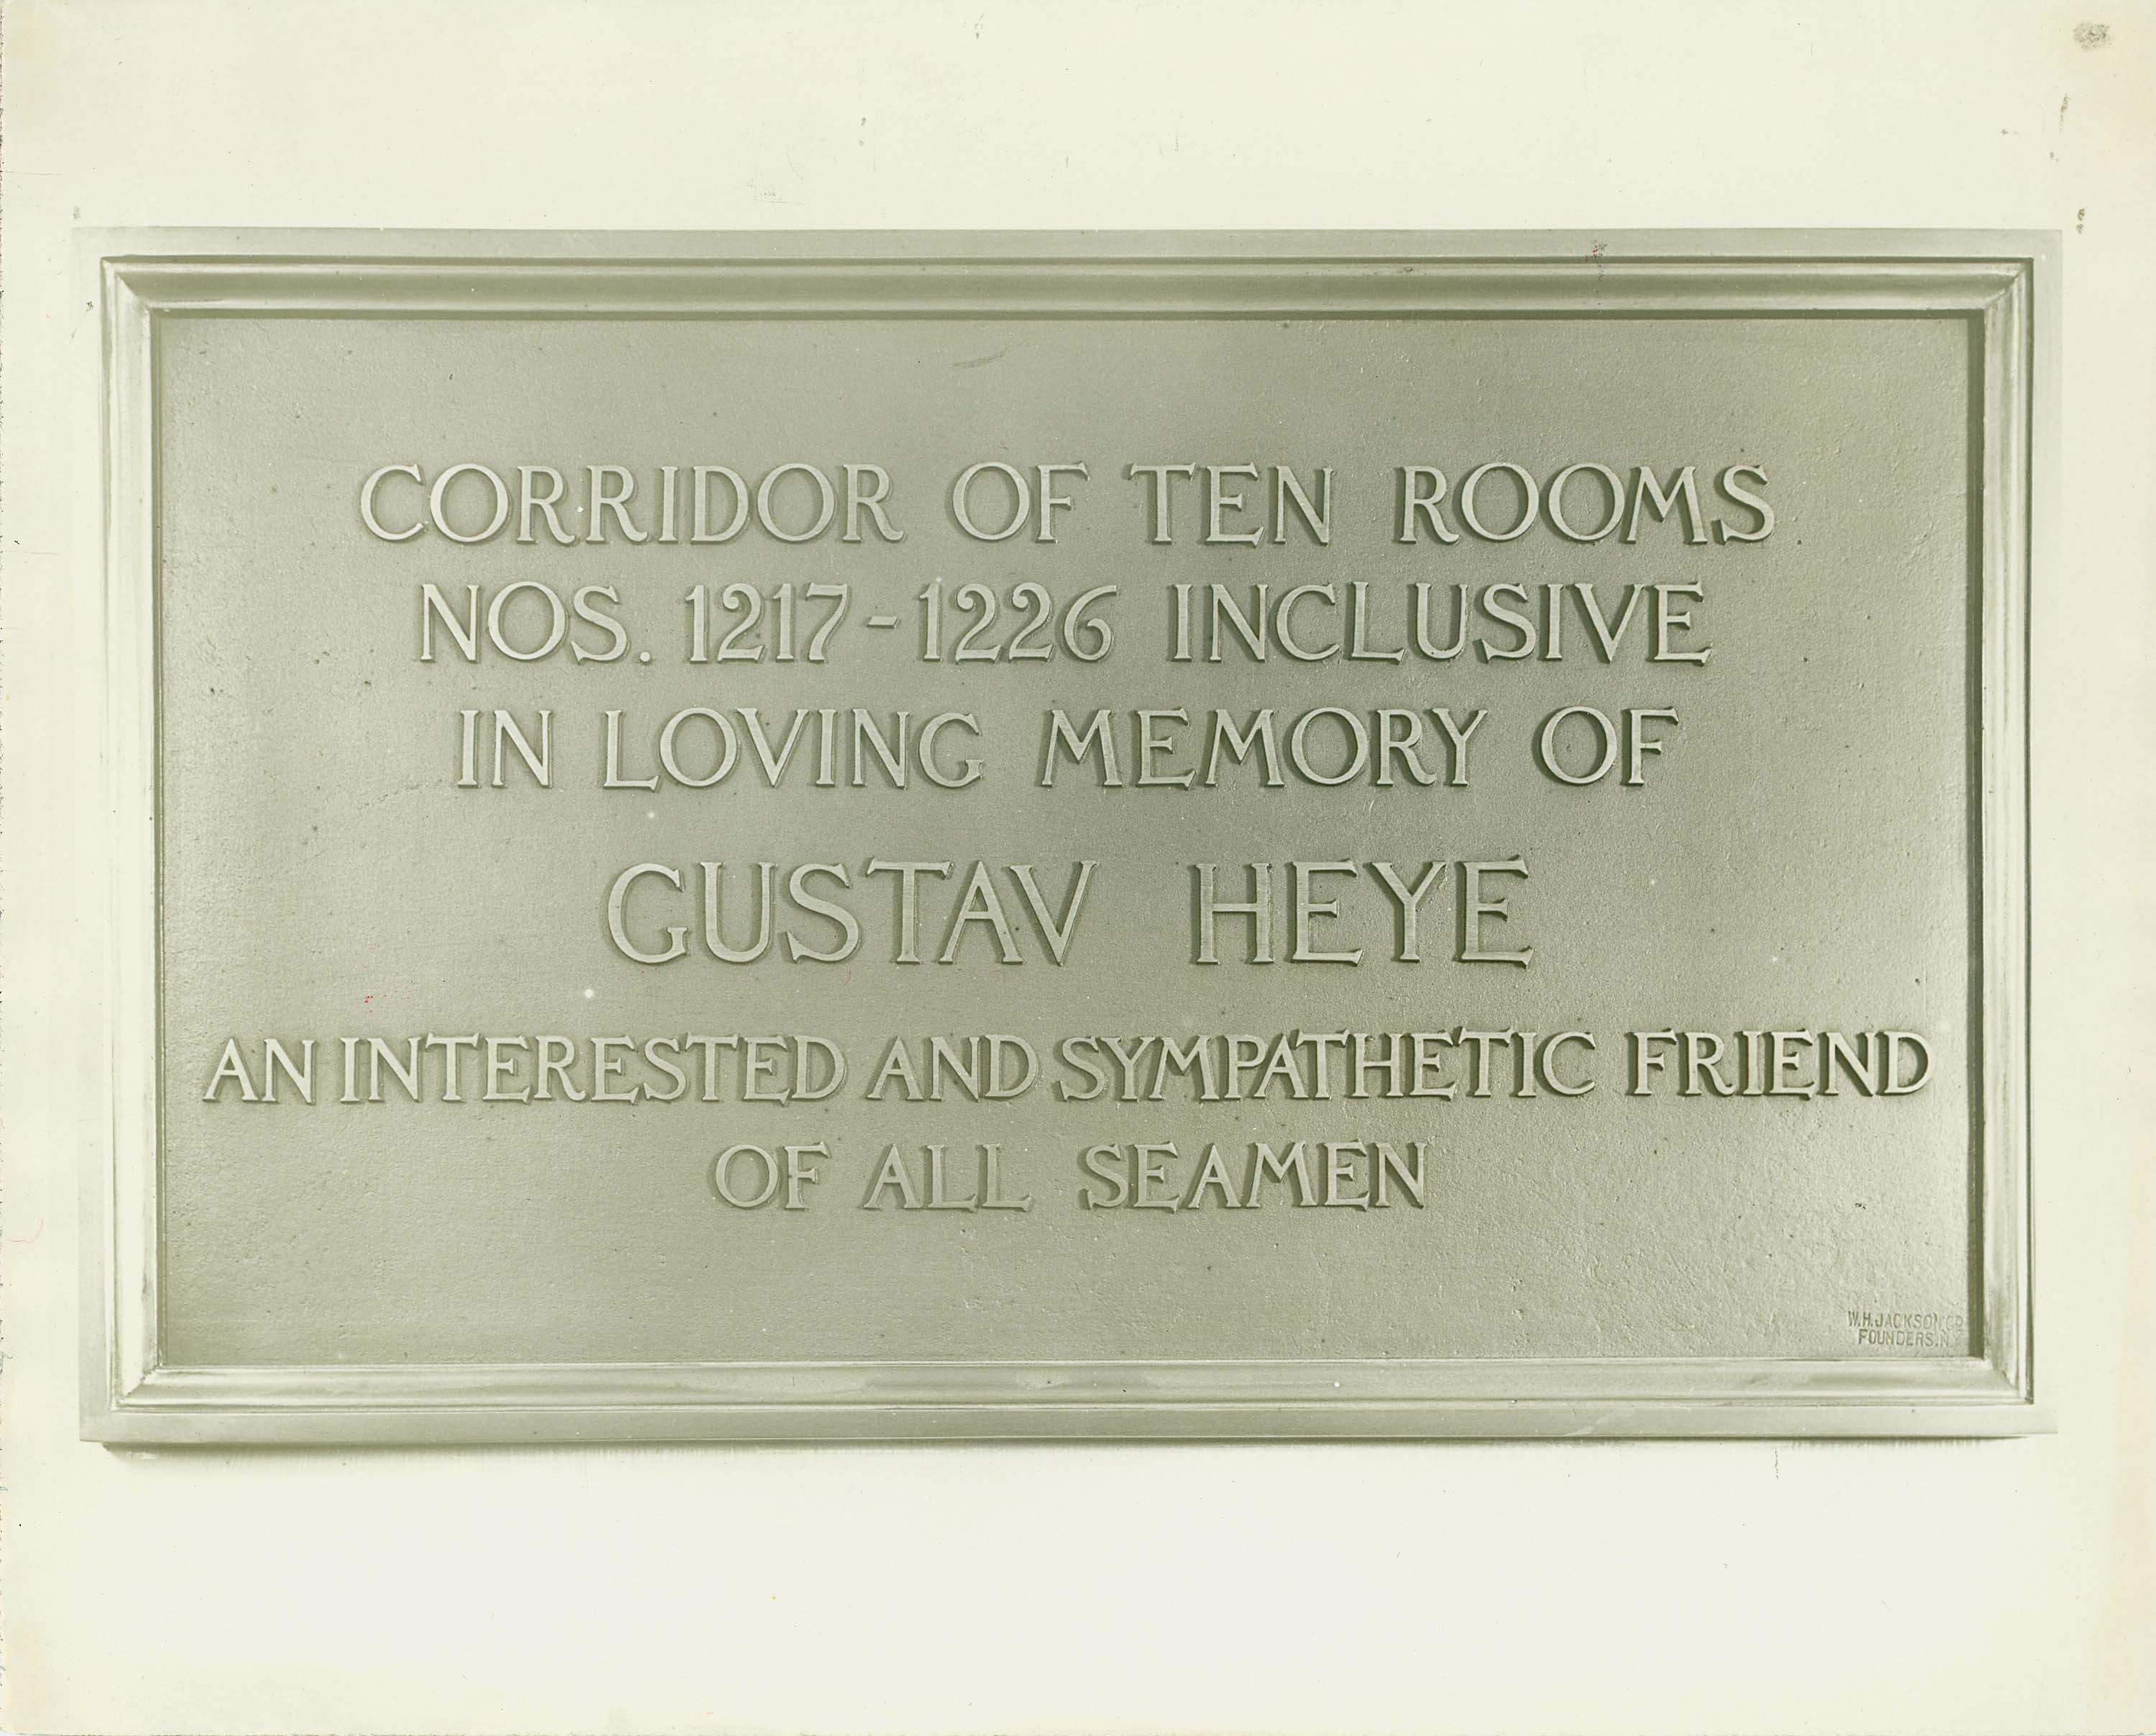 CORRIDOR OF TEN ROOMS
NOS. 1217-1226 INCLUSIVE
IN LOVING MEMORY OF
GUSTAV HEYE
AN INTERESTED AND SYMPATHETIC FRIEND
OF ALL SEAMEN
W.H. JACKSON CO
FOUNDERS. N.Y.